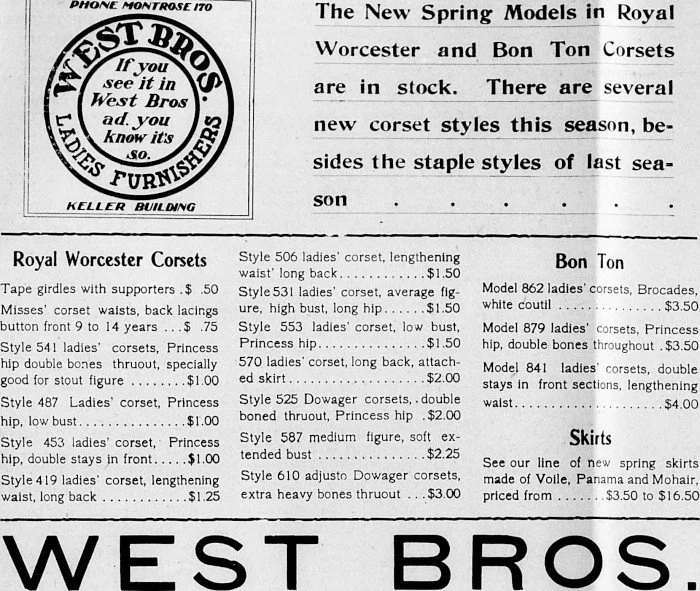 PHONE MONTROSE 170
WEST BROS.
LADIES FURNISHERS
If you
see it in
West Bros
ad. you
know it's
so.
KELLER BUILDING
The New Spring Models in Royal
Worcester and Bon Ton Corsets
are in stock. There are several
new corset styles this season, be-
sides the staple styles of last sea-
son . . . . . .
Royal Worcester Corsets
Tape girdles with supporters .$ .50
Misses' corset waists, back lacings
button front 9 to 14 years ...$ .75
Style 541 ladies' corsets, Princess
hip double bones thruout, specially
good for stout figure ........$1.00
Style 487 Ladies' corset, Princess
hip, low bust...............$1.00
Style 453 ladies' corset, Princess
hip, double stays in front.....$1.00
Style 419 ladies' corset, lengthening
waist, long back ............$1.25
Style 506 ladies' corset, lengthening
waist' long back............$1.50
Style 531 ladies' corset, average fig-
ure, high bust, long hip......$1.50
Style 553 ladies' corset, low bust,
Princess hip................$1.50
570 ladies' corset, long back, attach-
ed skirt....................$2.00
Style 525 Dowager corsets, double
boned thruout, Princess hip .$2.00
Style 587 medium figure, soft ex-
tended bust ...............$2.25
Style 610 adjusto Dowager corsets,
extra heavy bones thruout ...$3.00
Bon Ton
Model 862 ladies' corsets, Brocades,
white coutil ................$3.50
Model 879 ladies' corsets, Princess
hip, double bones throughout .$3.50
Model 841 ladies' corsets, double
stays in front sections, lengthening
waist.....................$4.00
Skirts
See our line of new spring skirts
made of Voile, Panama and Mohair,
priced from .......$3.50 to $16.50
WEST BROS.